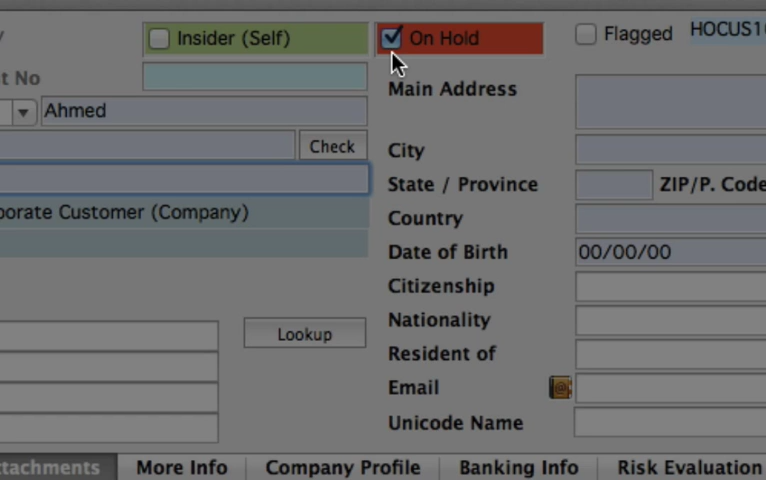 Insider (Self) On Hold Flagged HOCUS1
t No
Main Address
Ahmed
Check
City
State / Province ZIP/P. Code
porate Customer (Company)
Country
Date of Birth 00/00/00
Citizenship
Nationality
Lookup
Resident of
Email
Unicode Name
ttachments More Info Company Profile Banking Info Risk Evaluation